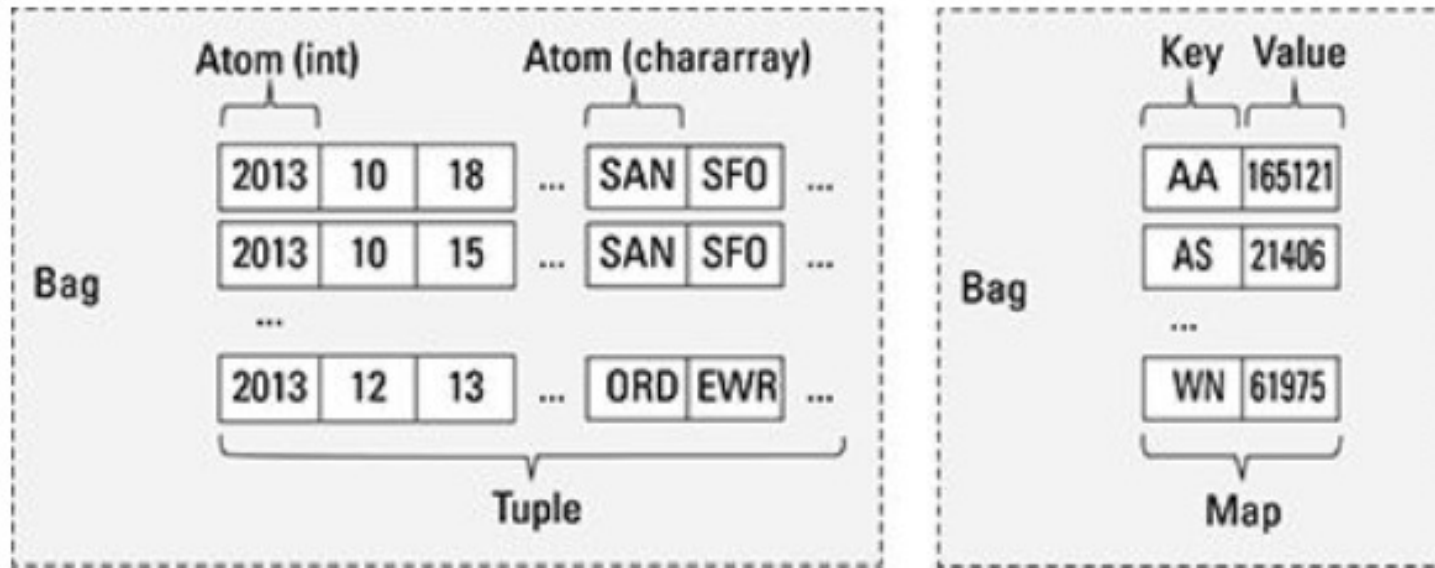 Atom (int) Atom (chararray)
2013 10 18 ... SAN SFO ...
2013 10 15 ... SAN SFO ...
Bag
...
2013 12 13 ... ORD EWR ...
Tuple
Key Value
AA 165121
AS 21406
Bag
...
WN 61975
Map